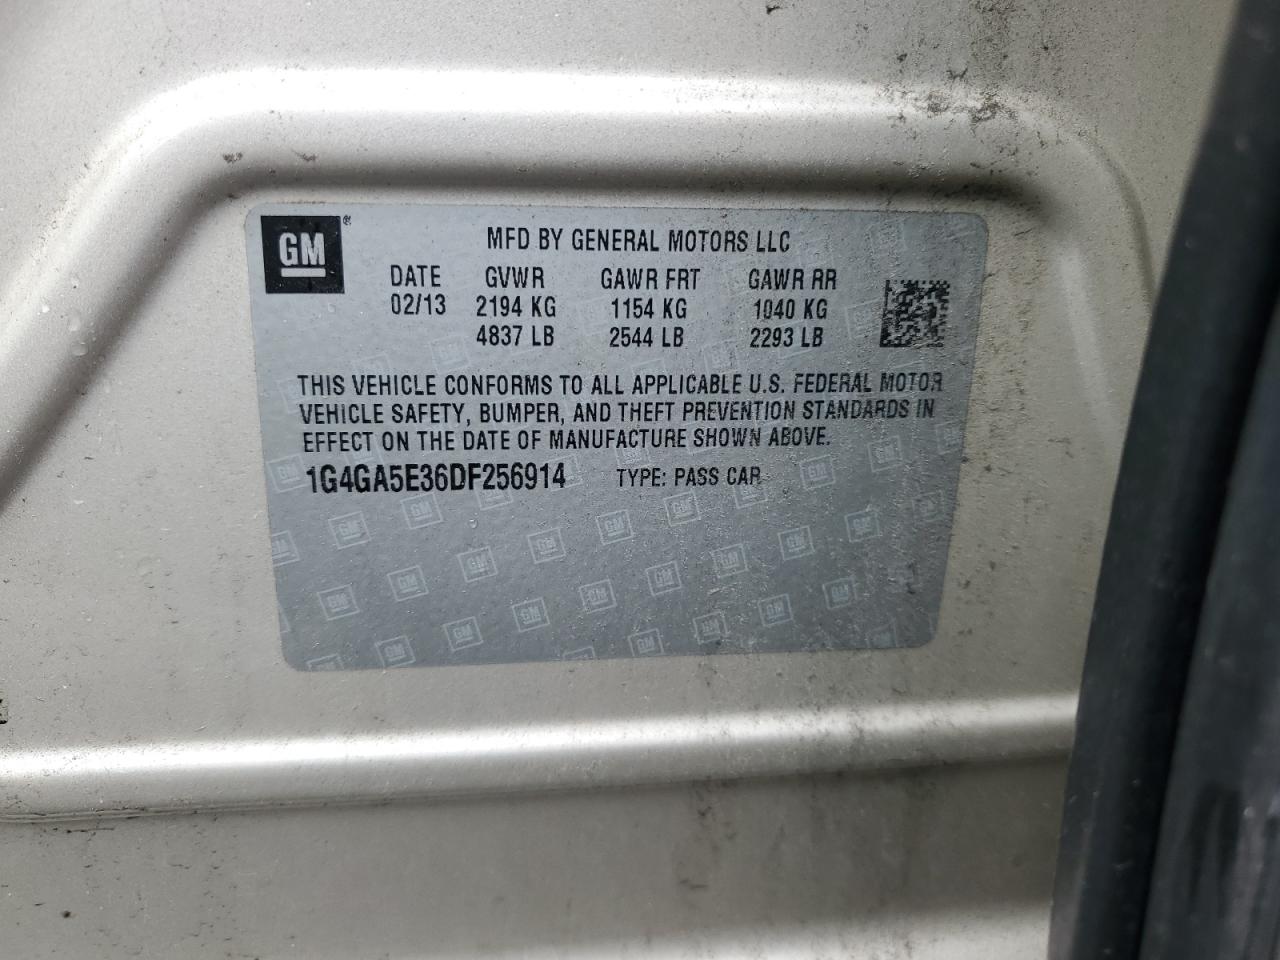 GM®
MFD BY GENERAL MOTORS LLC
DATE GVWR GAWR FRT GAWR RR
02/13 2194 KG 1154 KG 1040 KG
4837 LB 2544 LB 2293 LB
THIS VEHICLE CONFORMS TO ALL APPLICABLE U.S. FEDERAL MOTOR
VEHICLE SAFETY, BUMPER, AND THEFT PREVENTION STANDARDS IN
EFFECT ON THE DATE OF MANUFACTURE SHOWN ABOVE.
1G4GA5E36DF256914 TYPE: PASS CAR